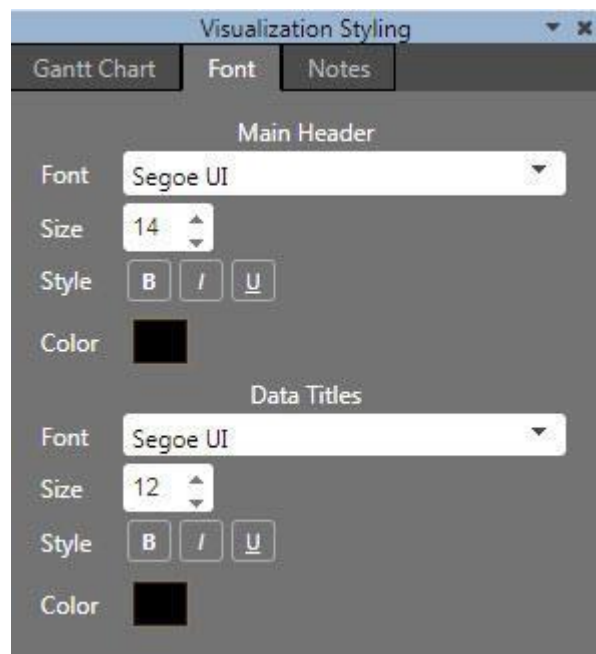 Visualization Styling
Gantt Chart Font Notes
Main Header
Font Segoe UI
Size 14
Style B I U
Color
Data Titles
Font Segoe UI
Size 12
Style B I U
Color